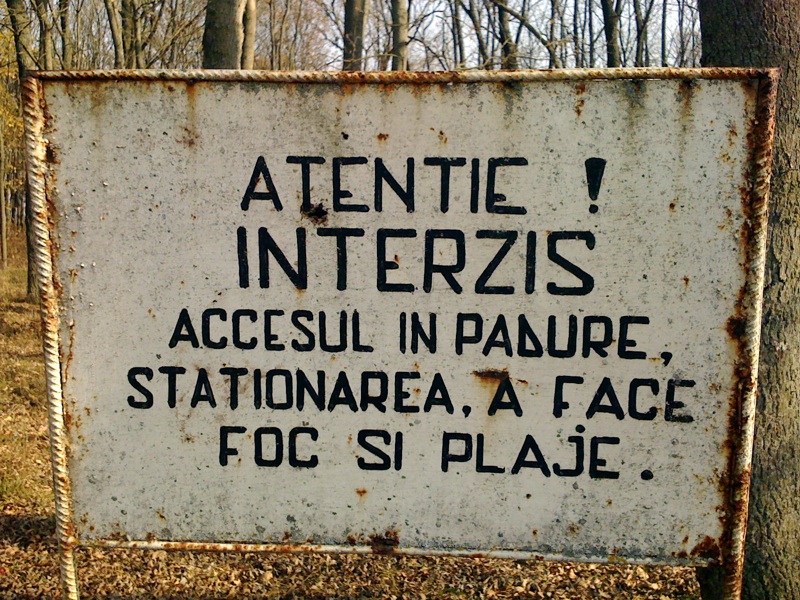 ATENTIE !
INTERZIS
ACCESUL IN PADURE,
STATIONAREA, A FACE
FOC SI PLAJE.